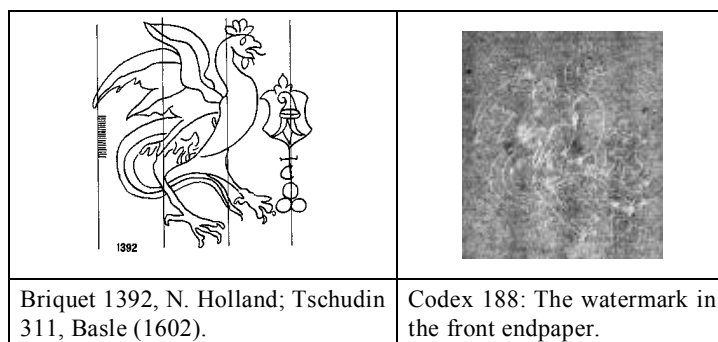 1392
Briquet 1392, N. Holland; Tschudin
311, Basle (1602).
Codex 188: The watermark in
the front endpaper.